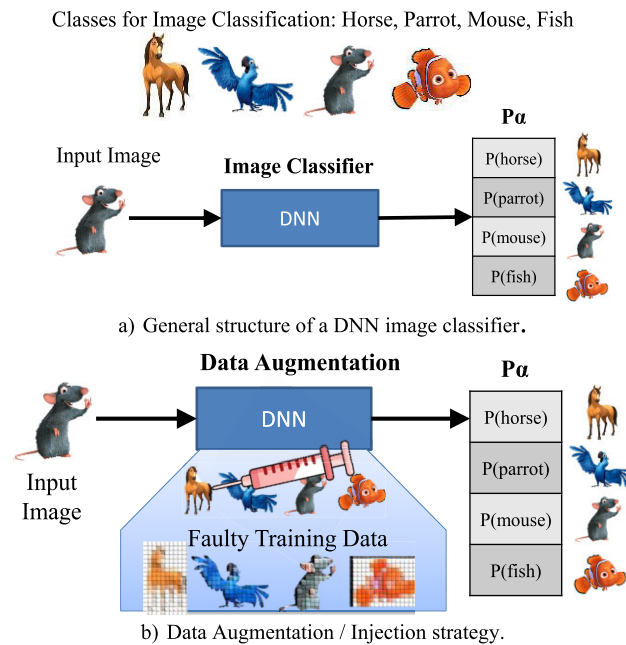 Classes for Image Classification: Horse, Parrot, Mouse, Fish
Pα
Input Image
Image Classifier
DNN
P(horse)
P(parrot)
P(mouse)
P(fish)
a) General structure of a DNN image classifier.
Data Augmentation
Pα
DNN
Input
Image
P(horse)
P(parrot)
P(mouse)
P(fish)
Faulty Training Data
b) Data Augmentation / Injection strategy.